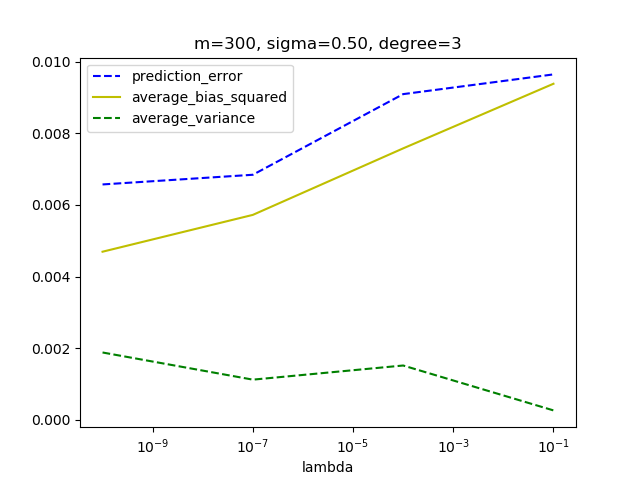 m=300, sigma=0.50, degree=3
prediction_error
average_bias_squared
average_variance
0.010
0.008
0.006
0.004
0.002
0.000
10⁻⁹ 10⁻⁷ 10⁻⁵ 10⁻³ 10⁻¹
lambda